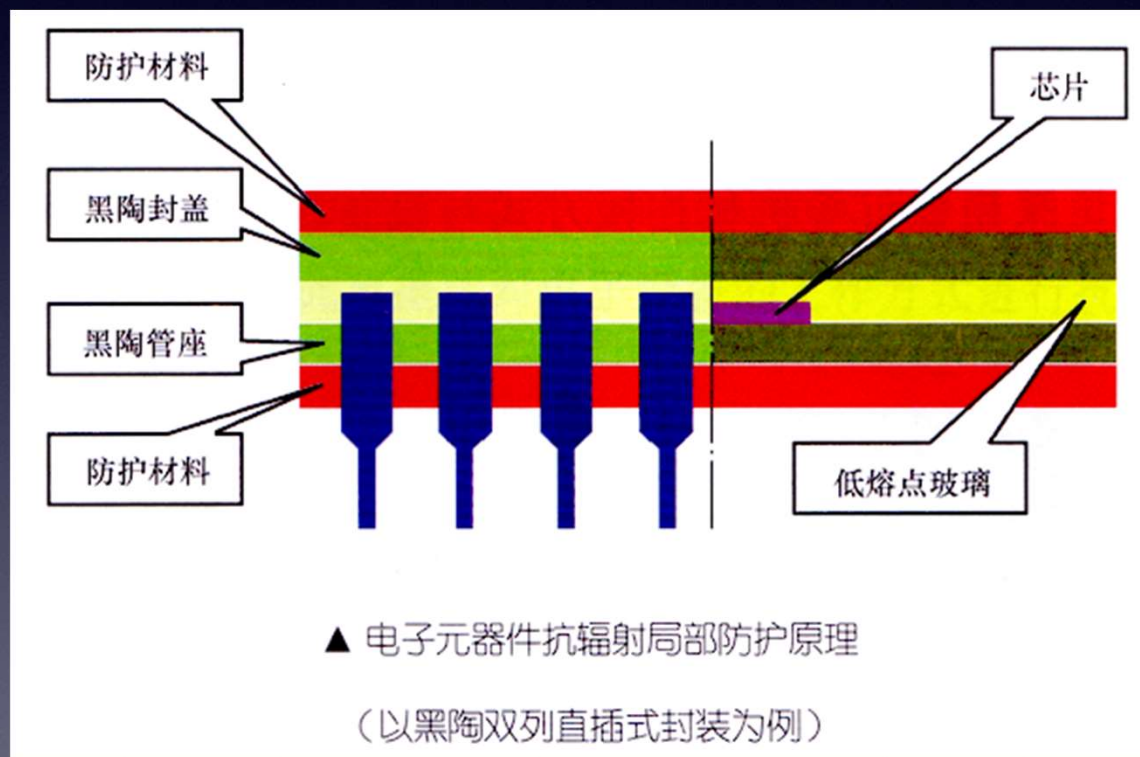 防护材料
芯片
黑陶封盖
黑陶管座
防护材料
低熔点玻璃
▲ 电子元器件抗辐射局部防护原理
（以黑陶双列直插式封装为例）